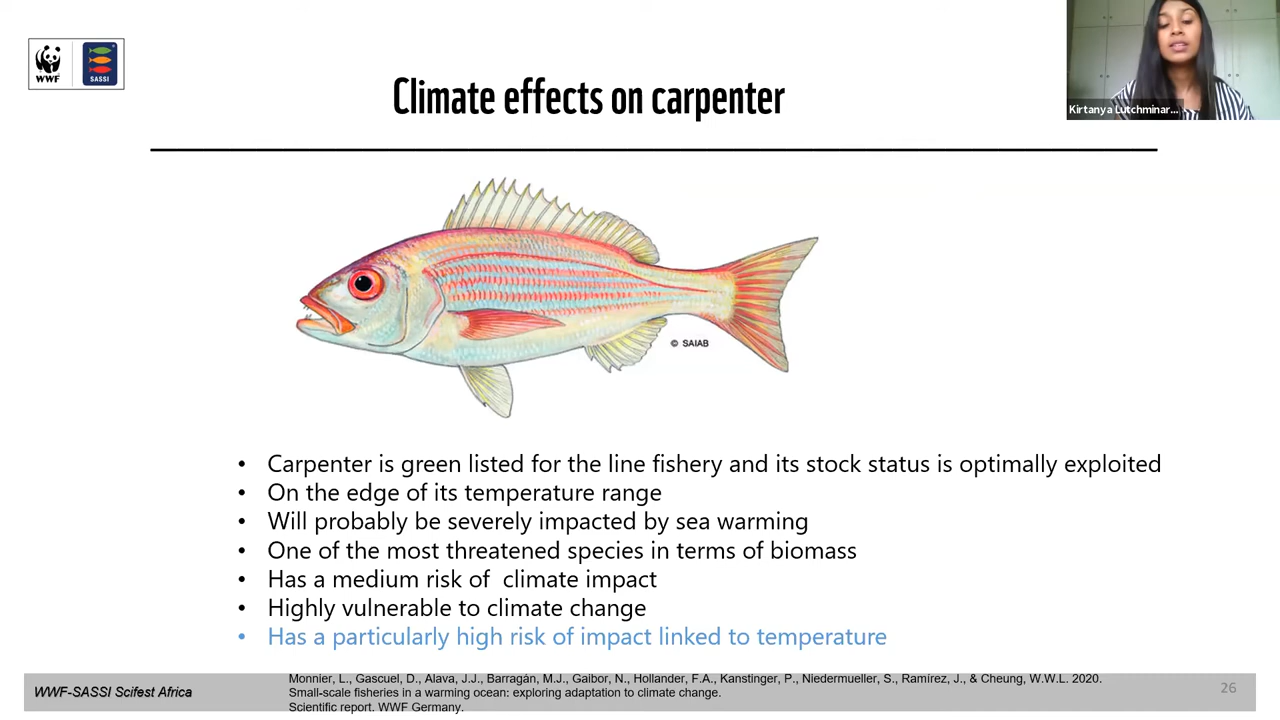 WWF
SASSI
Climate effects on carpenter
Kirtanya Lutchminar...
© SAIAB
• Carpenter is green listed for the line fishery and its stock status is optimally exploited
• On the edge of its temperature range
• Will probably be severely impacted by sea warming
• One of the most threatened species in terms of biomass
• Has a medium risk of  climate impact
• Highly vulnerable to climate change
• Has a particularly high risk of impact linked to temperature
WWF-SASSI Scifest Africa
Monnier, L., Gascuel, D., Alava, J.J., Barragán, M.J., Gaibor, N., Hollander, F.A., Kanstinger, P., Niedermueller, S., Ramírez, J., & Cheung, W.W.L. 2020.
Small-scale fisheries in a warming ocean: exploring adaptation to climate change.
Scientific report. WWF Germany.
26